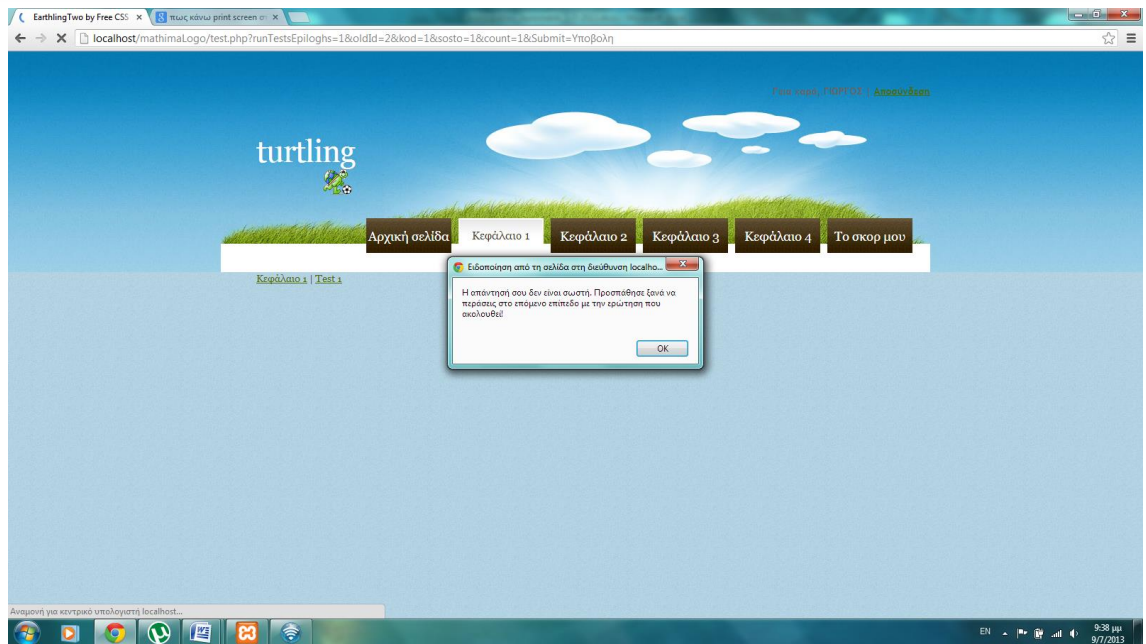 EarthlingTwo by Free CSS
πως κάνω print screen σ
localhost/mathimaLogo/test.php?runTestsEpiloghs=1&oldId=2&kod=1&sosto=1&count=1&Submit=Υποβολη
ΓΙΩΡΓΟΣ | Αποσύνδεση
turtling
Αρχική σελίδα
Κεφάλαιο 1
Κεφάλαιο 2
Κεφάλαιο 3
Κεφάλαιο 4
Το σκορ μου
Κεφάλαιο 1 | Test 1
Ειδοποίηση από τη σελίδα στη διεύθυνση localho...
Η απάντησή σου δεν είναι σωστή. Προσπάθησε ξανά να
περάσεις στο επόμενο επίπεδο με την ερώτηση που
ακολουθεί!
OK
Αναμονή για κεντρικό υπολογιστή localhost...
EN
9:38 μμ
9/7/2013